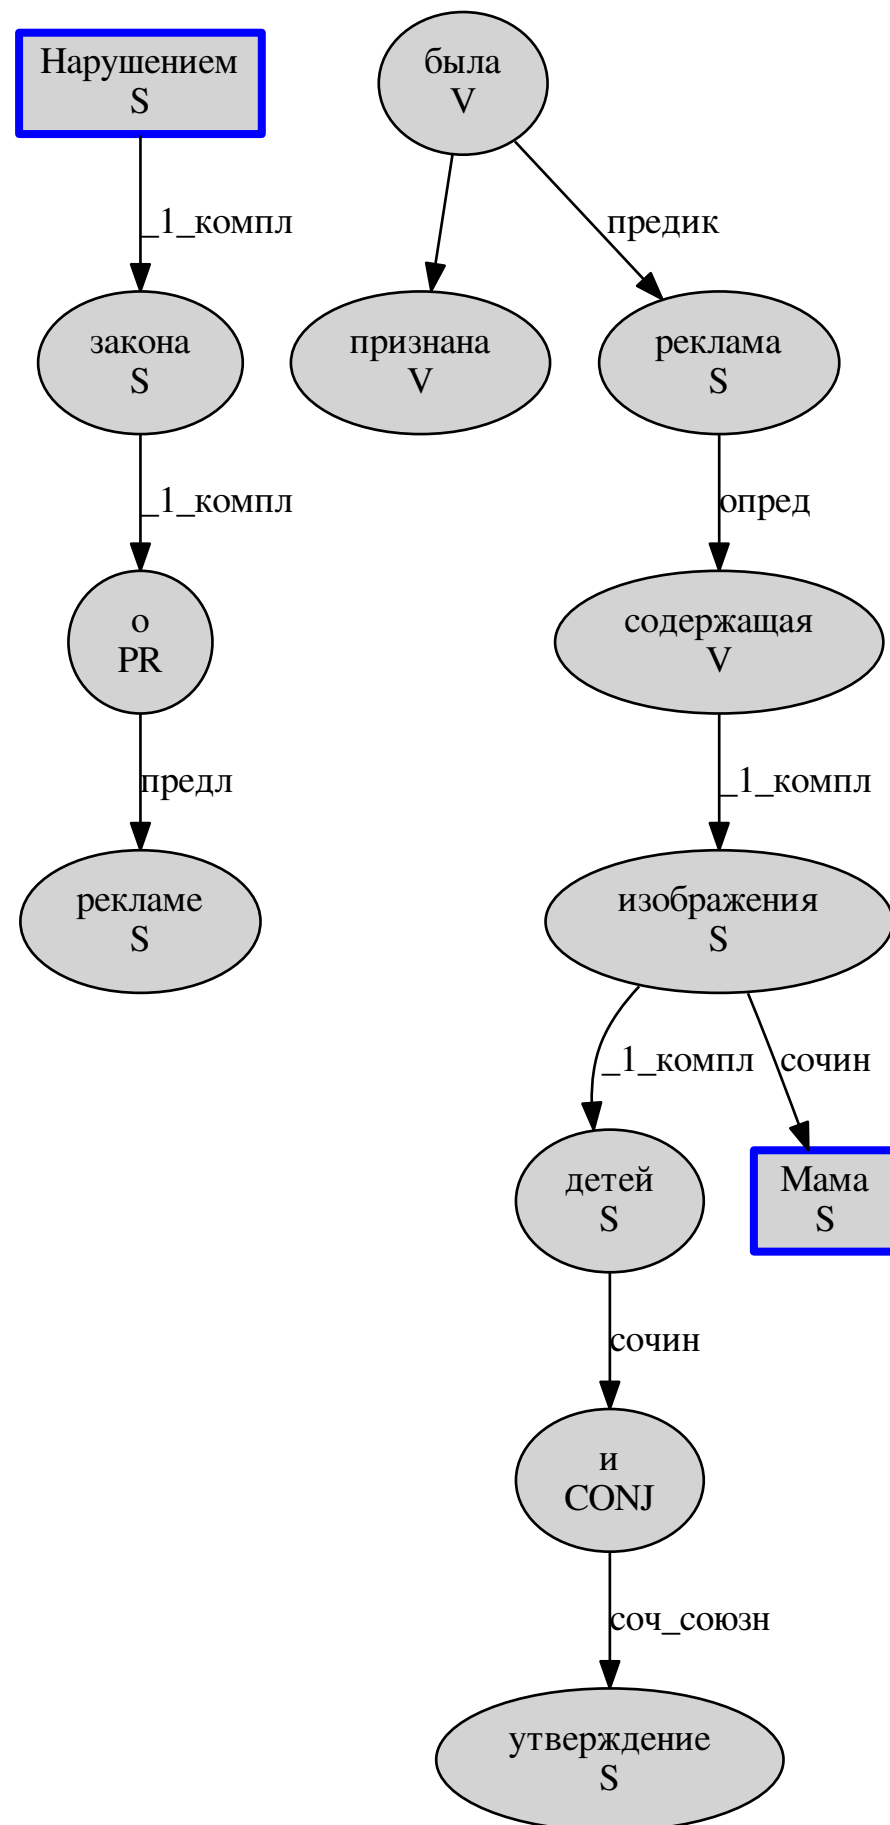 Нарушением
S
была
V
_1_компл
предик
закона
S
признана
V
реклама
S
_1_компл
опред
о
PR
содержащая
V
предл
_1_компл
рекламе
S
изображения
S
_1_компл
сочин
детей
S
Мама
S
сочин
и
CONJ
соч_союзн
утверждение
S